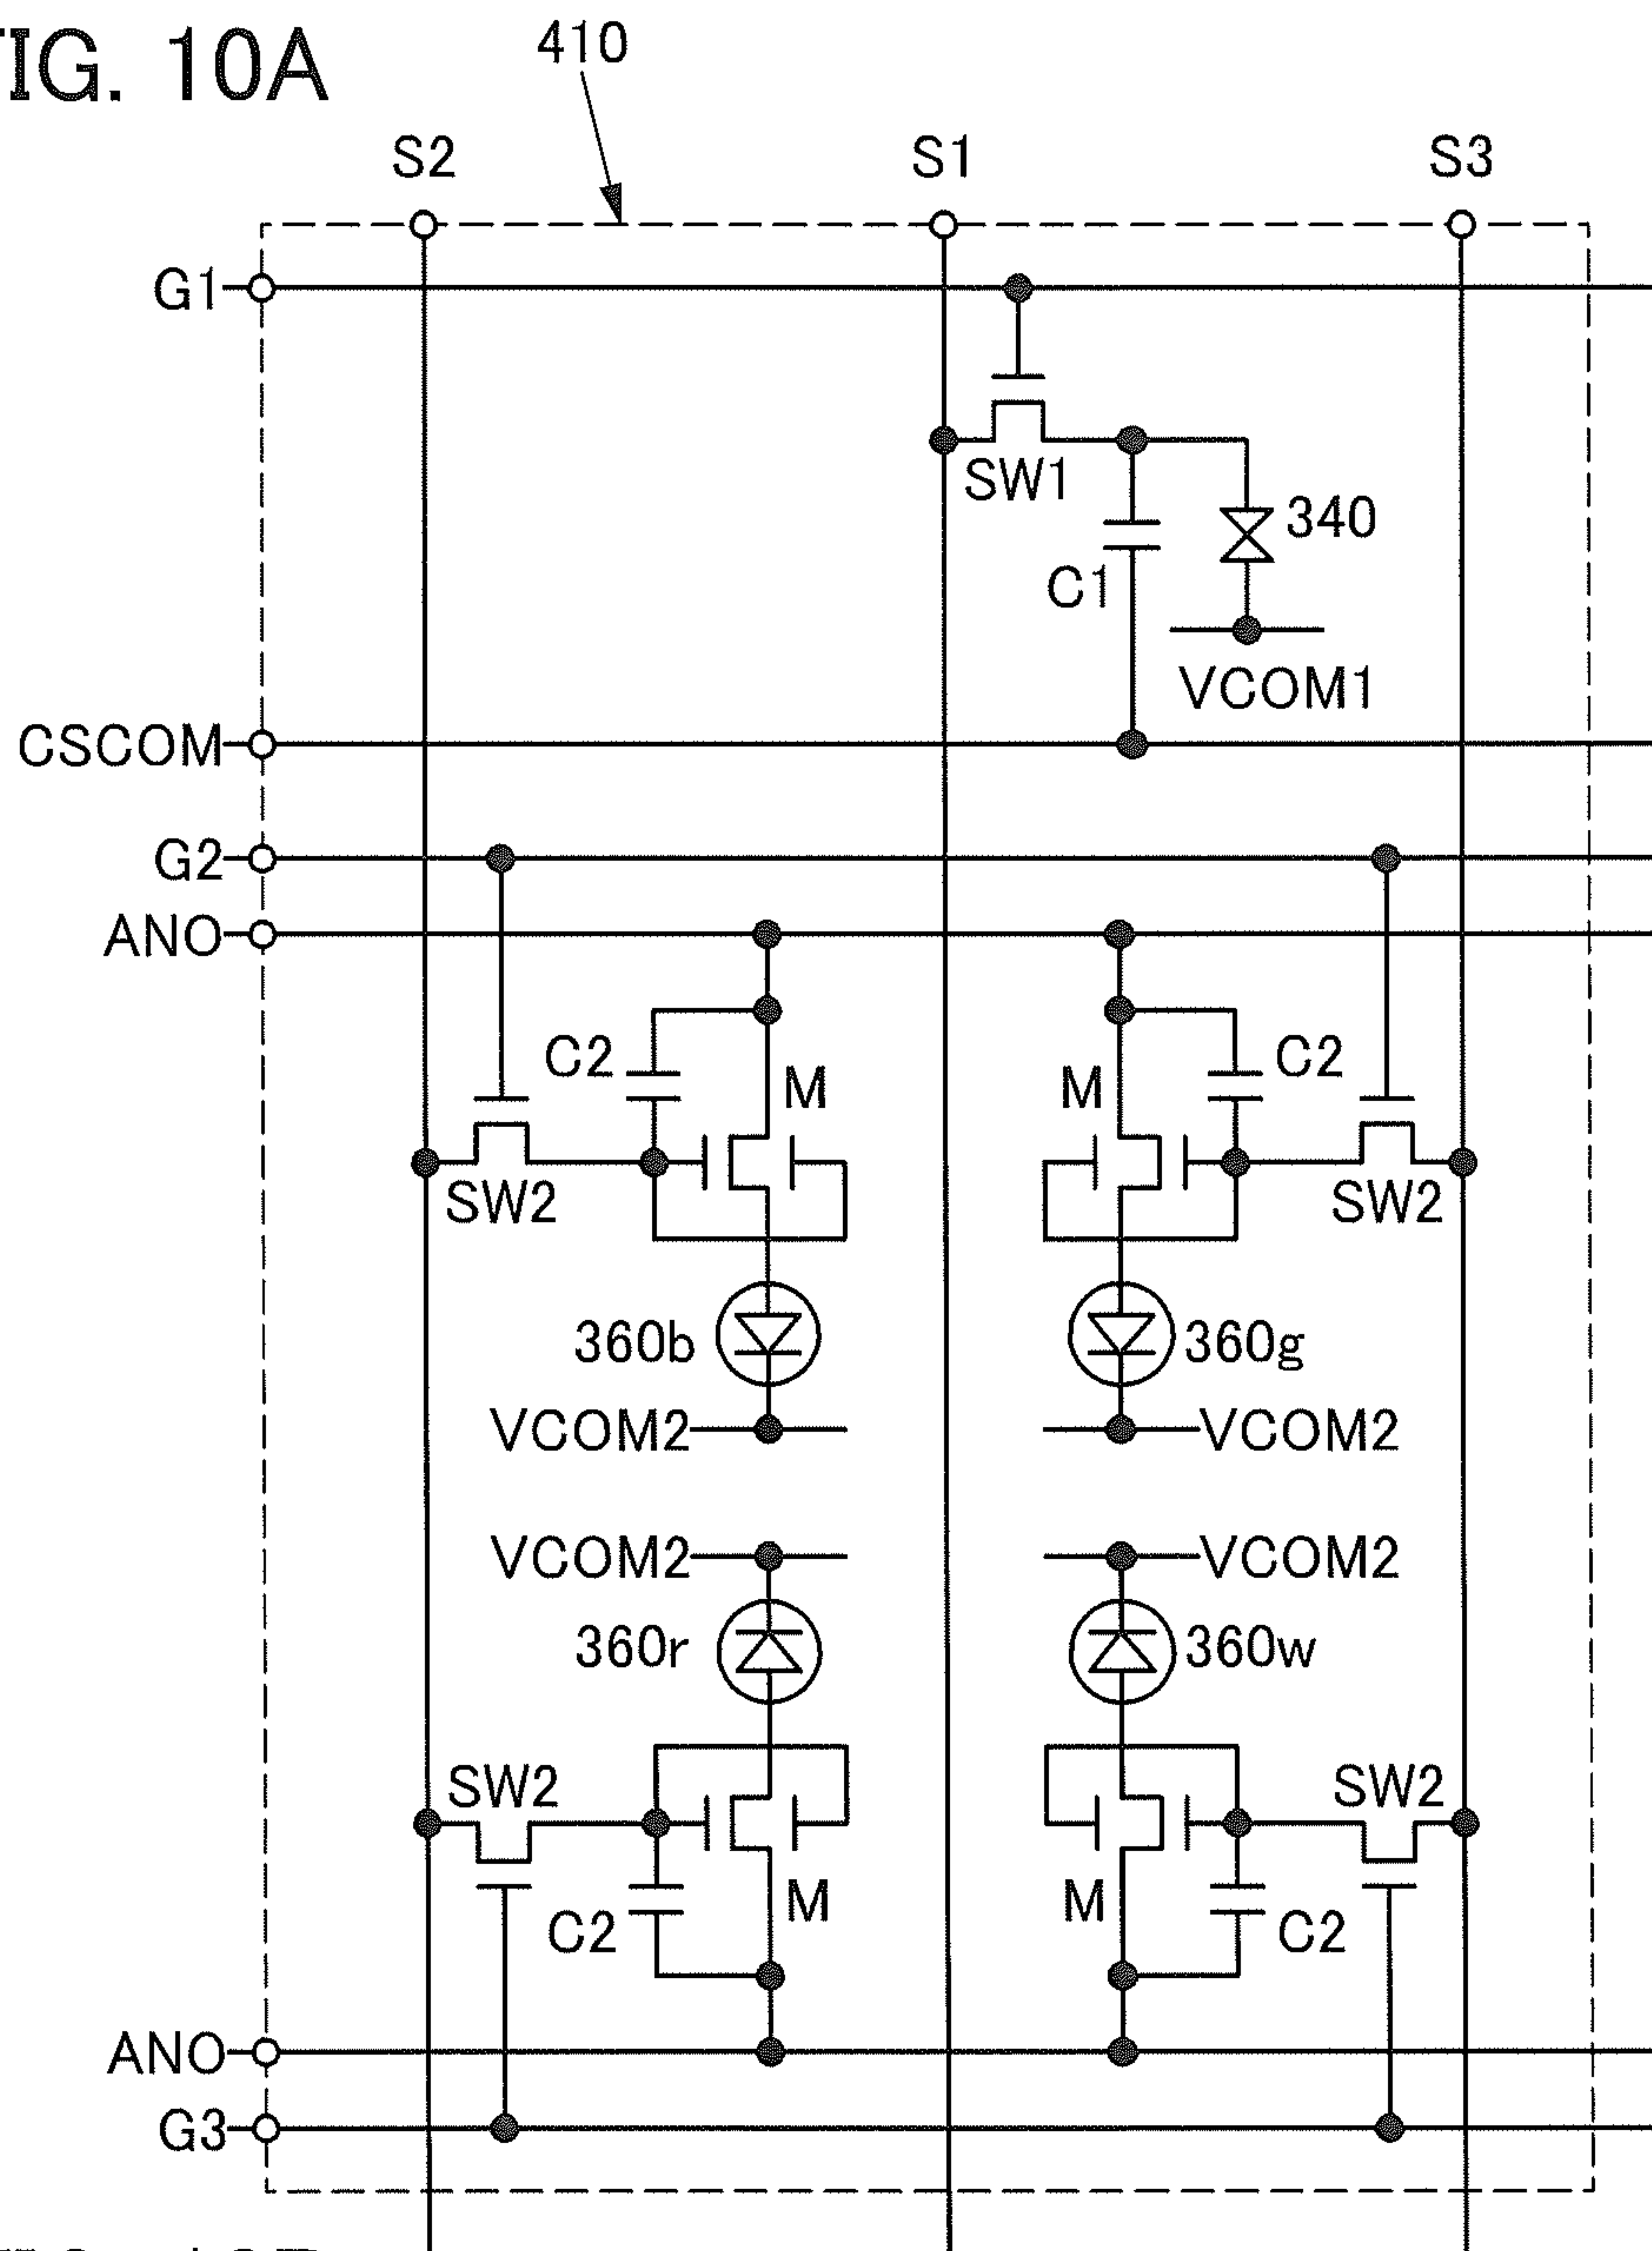 FIG. 10A
410
S2 S1 S3
G1
SW1
340
C1
VCOM1
CSCOM
G2
ANO
C2 M M C2
SW2 SW2
360b 360g
VCOM2 VCOM2
VCOM2 VCOM2
360r 360w
SW2 SW2
M M
C2 C2
ANO
G3